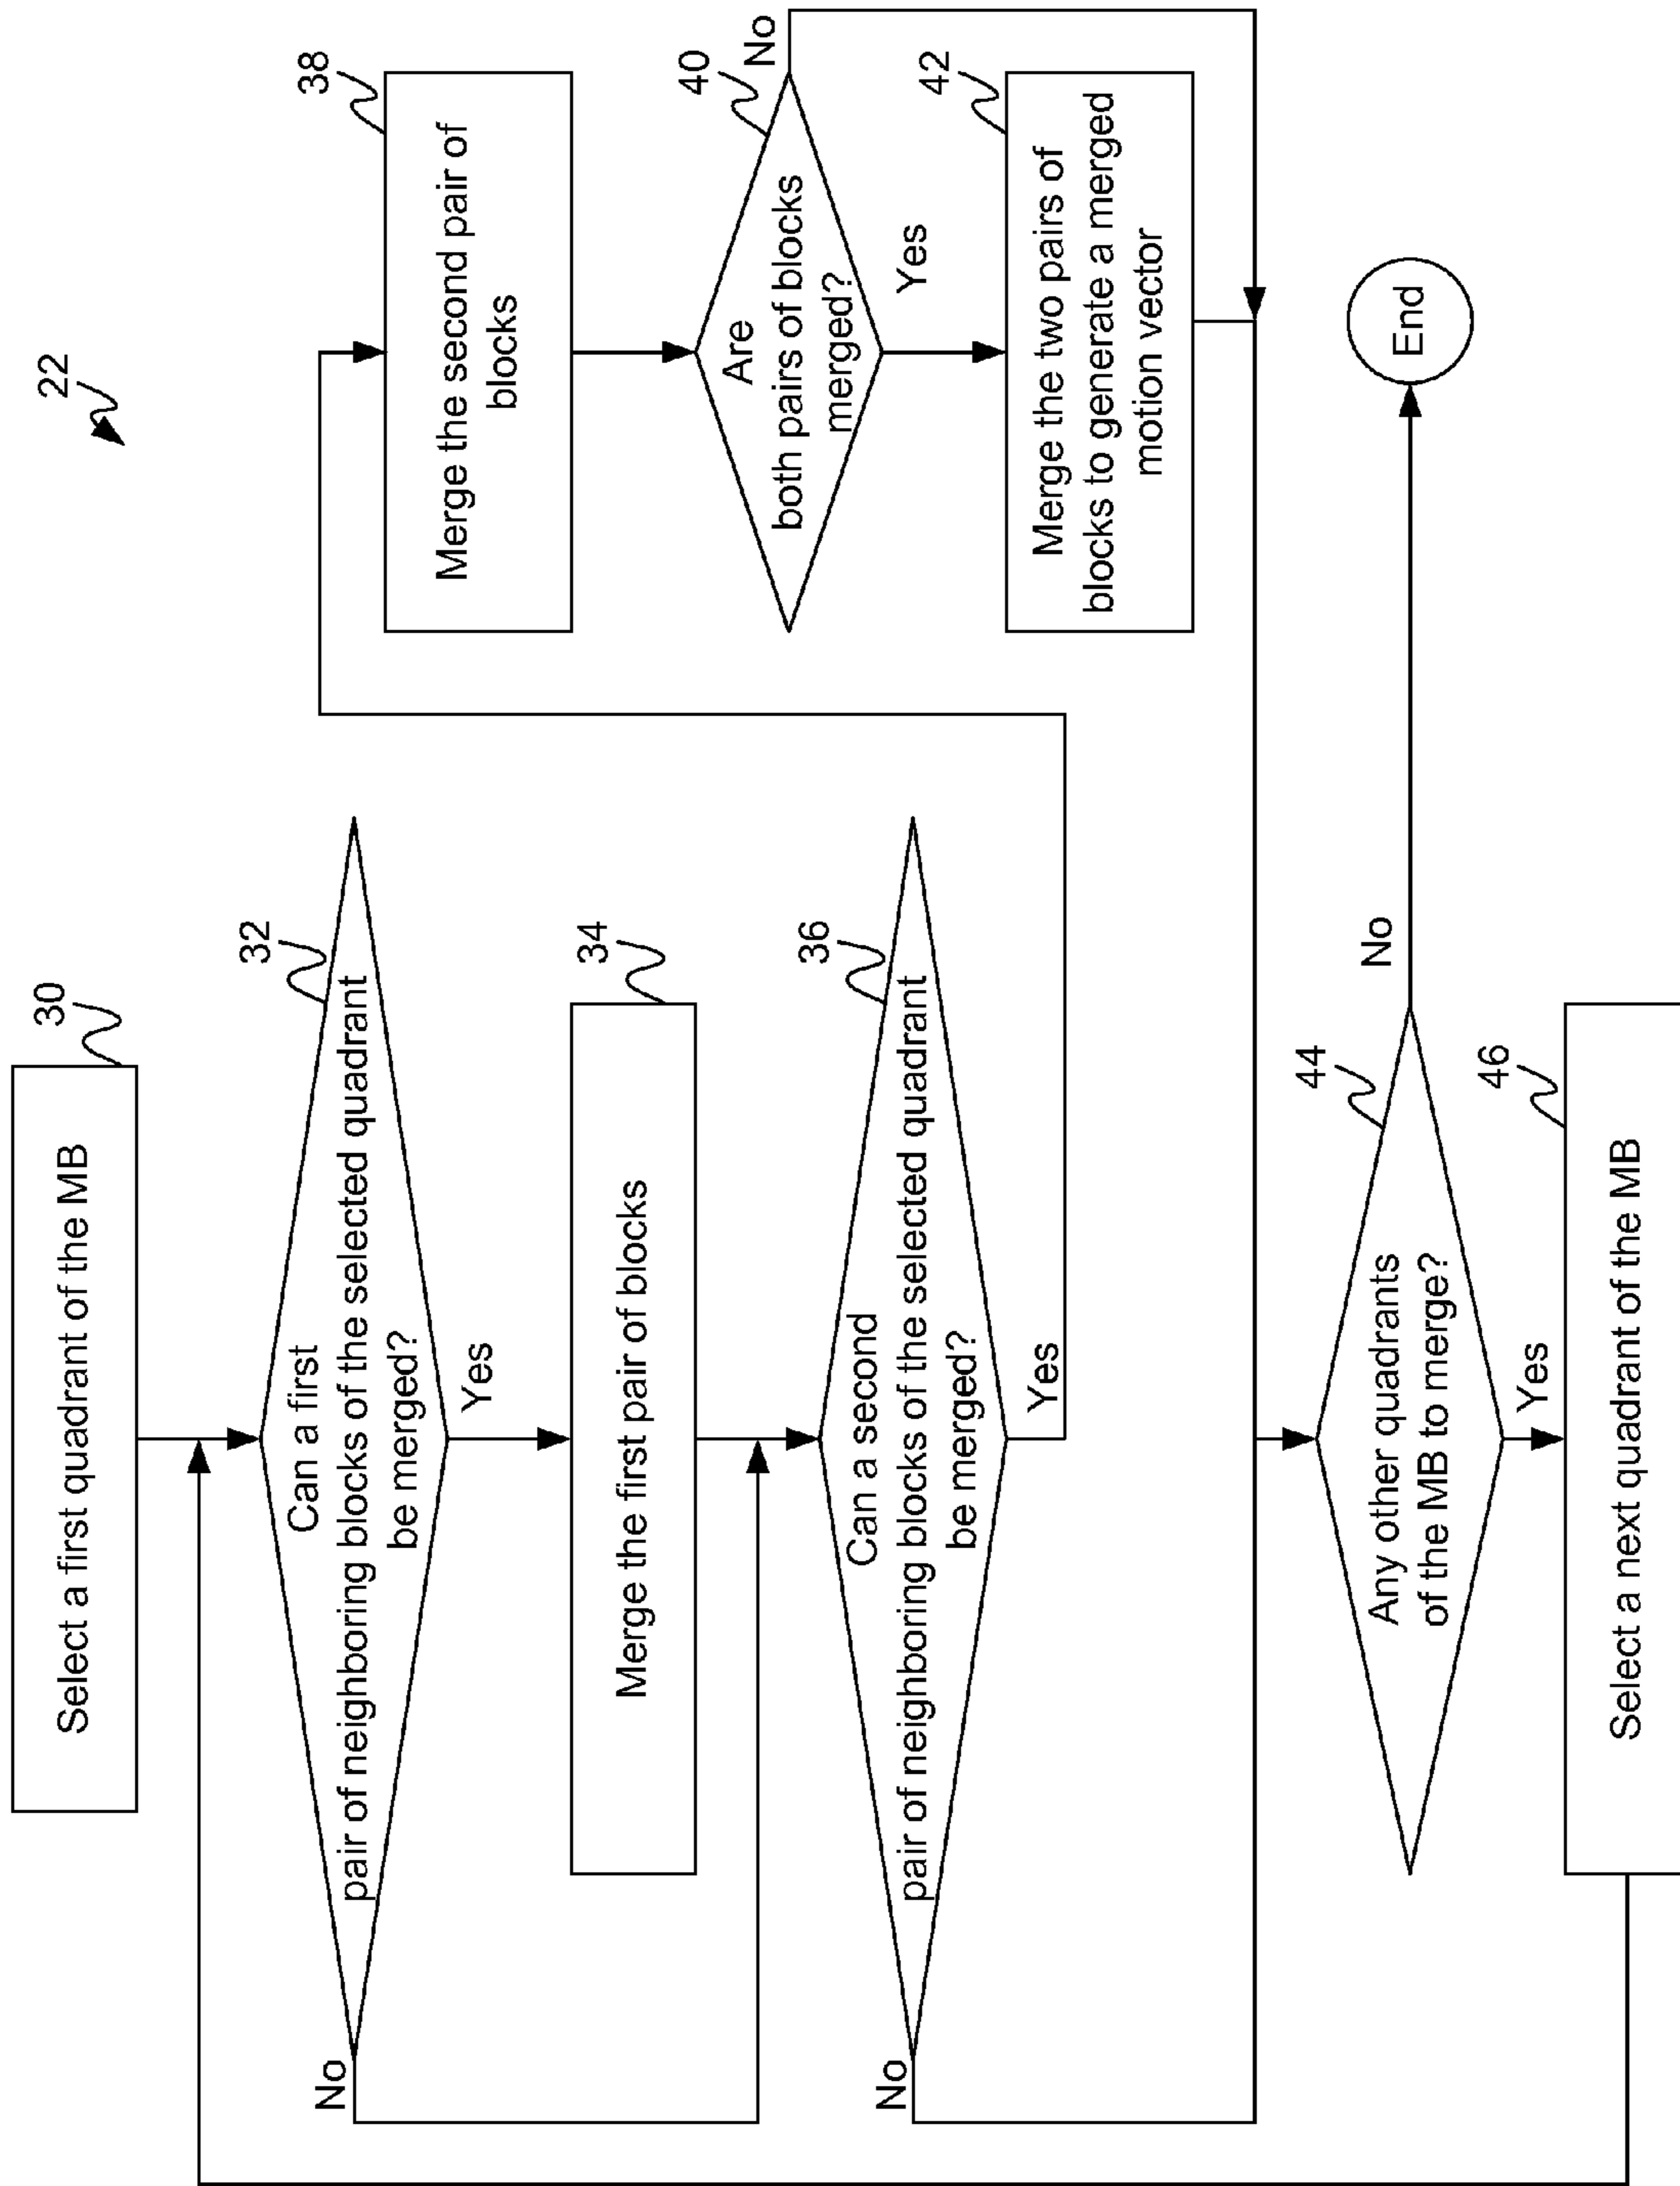 22
Select a first quadrant of the MB
30
Can a first
pair of neighboring blocks of the selected quadrant
be merged?
32
No
Yes
Merge the first pair of blocks
34
Can a second
pair of neighboring blocks of the selected quadrant
be merged?
36
No
Yes
Merge the second pair of
blocks
38
Are
both pairs of blocks
merged?
40
No
Yes
Merge the two pairs of
blocks to generate a merged
motion vector
42
Any other quadrants
of the MB to merge?
44
No
Yes
End
Select a next quadrant of the MB
46